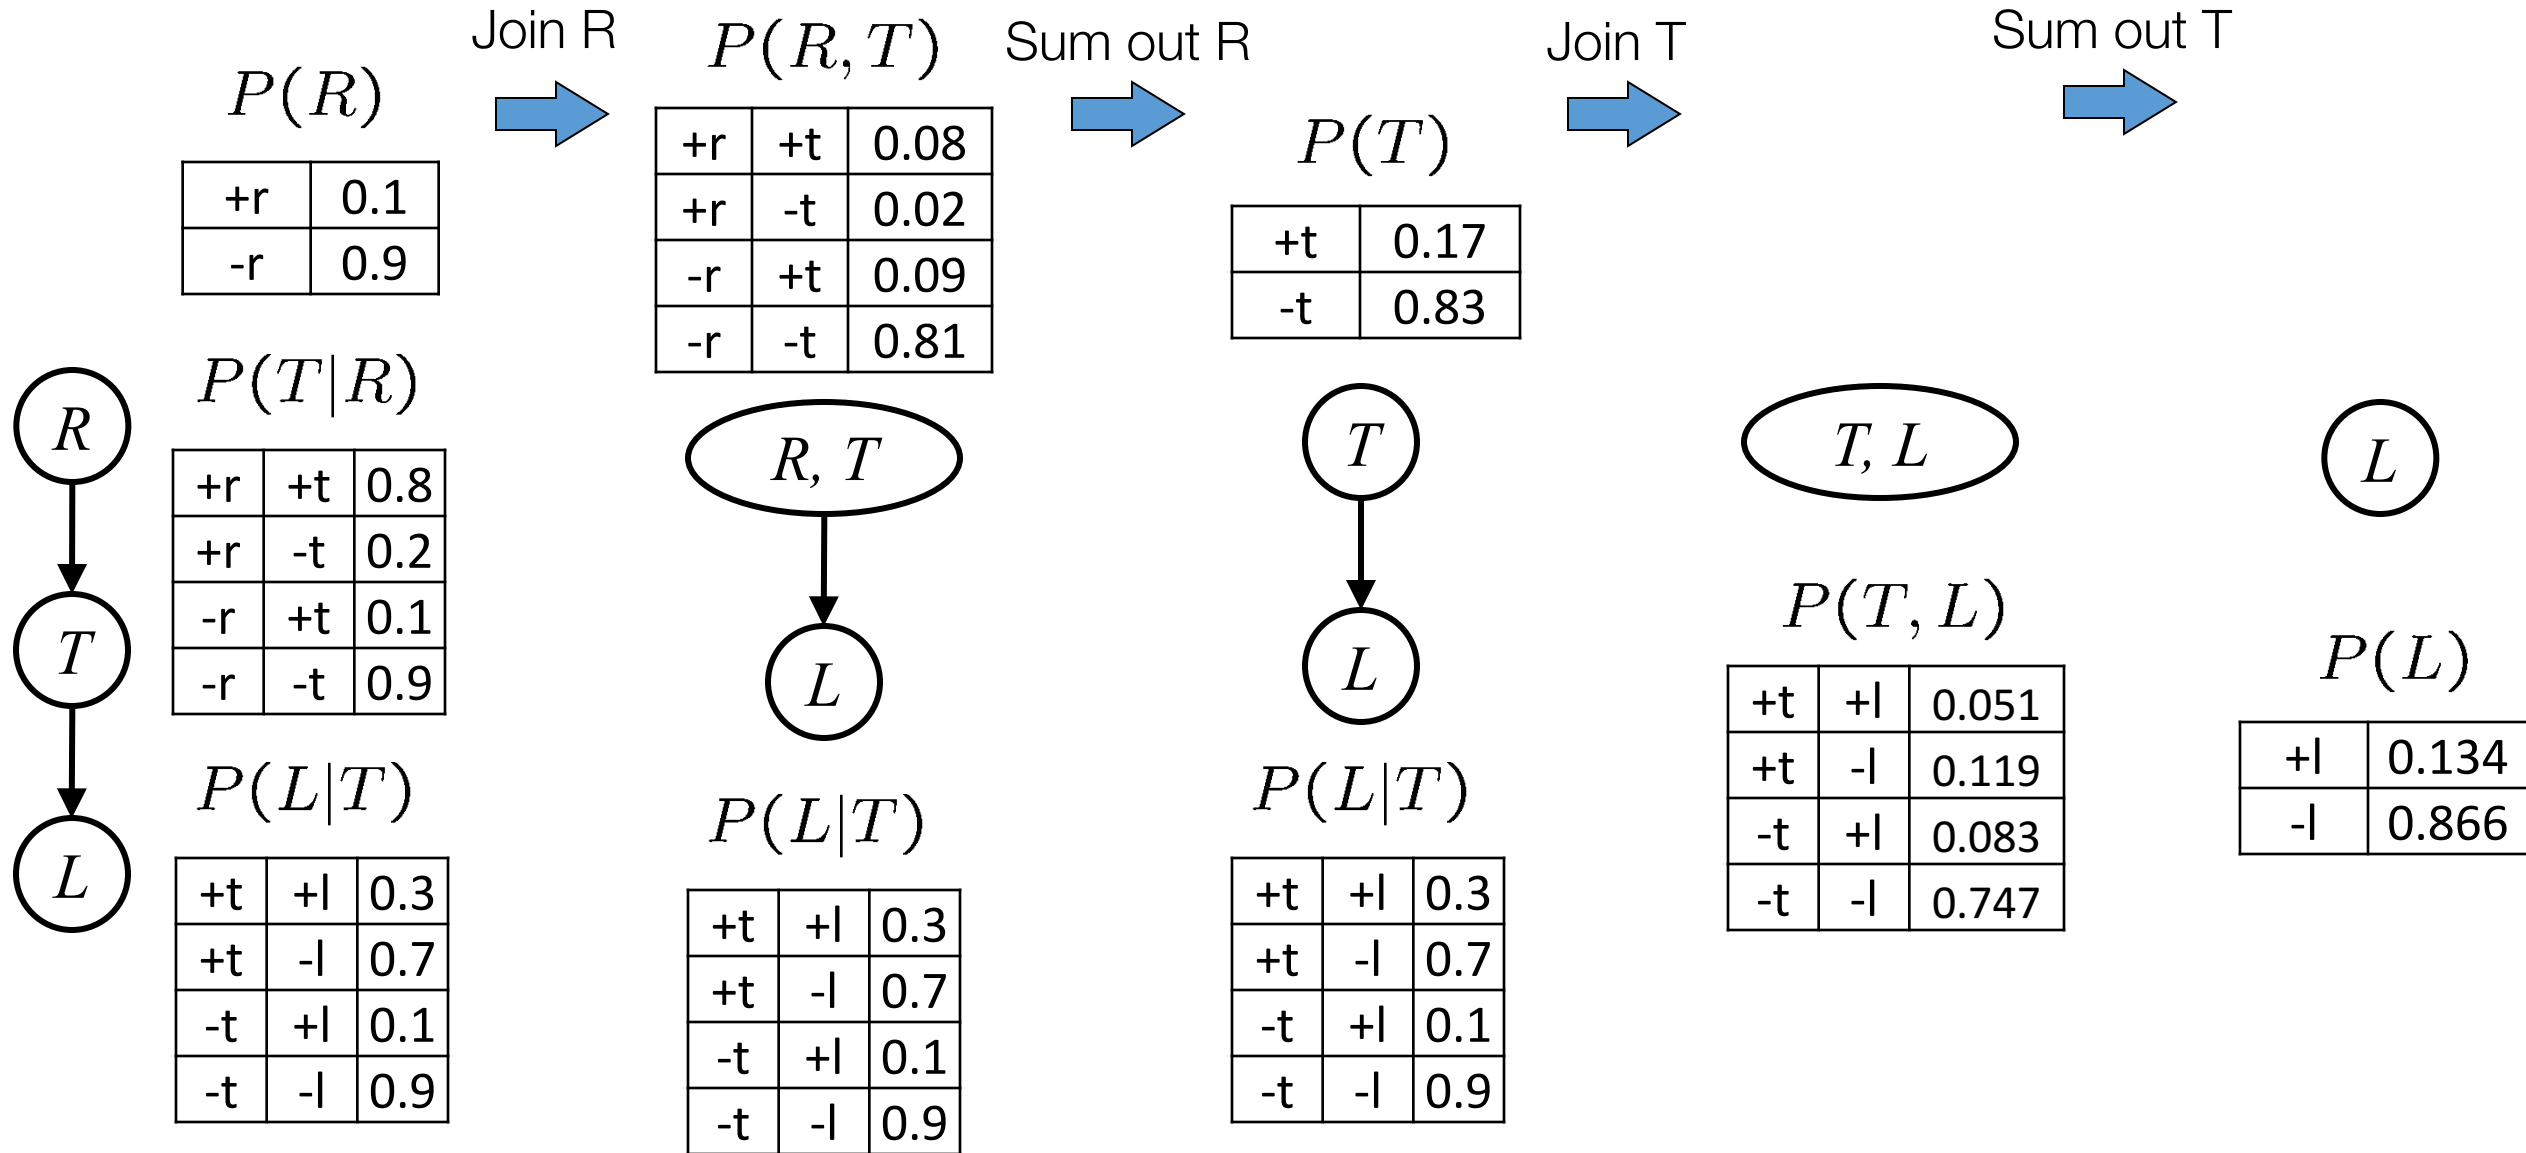 Join R
Sum out R
Join T
Sum out T
P(R)
+r 0.1
-r 0.9
P(T|R)
+r +t 0.8
+r -t 0.2
-r +t 0.1
-r -t 0.9
P(L|T)
+t +l 0.3
+t -l 0.7
-t +l 0.1
-t -l 0.9
R
T
L
P(R, T)
+r +t 0.08
+r -t 0.02
-r +t 0.09
-r -t 0.81
R, T
L
P(L|T)
+t +l 0.3
+t -l 0.7
-t +l 0.1
-t -l 0.9
P(T)
+t 0.17
-t 0.83
T
L
P(L|T)
+t +l 0.3
+t -l 0.7
-t +l 0.1
-t -l 0.9
T, L
P(T, L)
+t +l 0.051
+t -l 0.119
-t +l 0.083
-t -l 0.747
L
P(L)
+l 0.134
-l 0.866